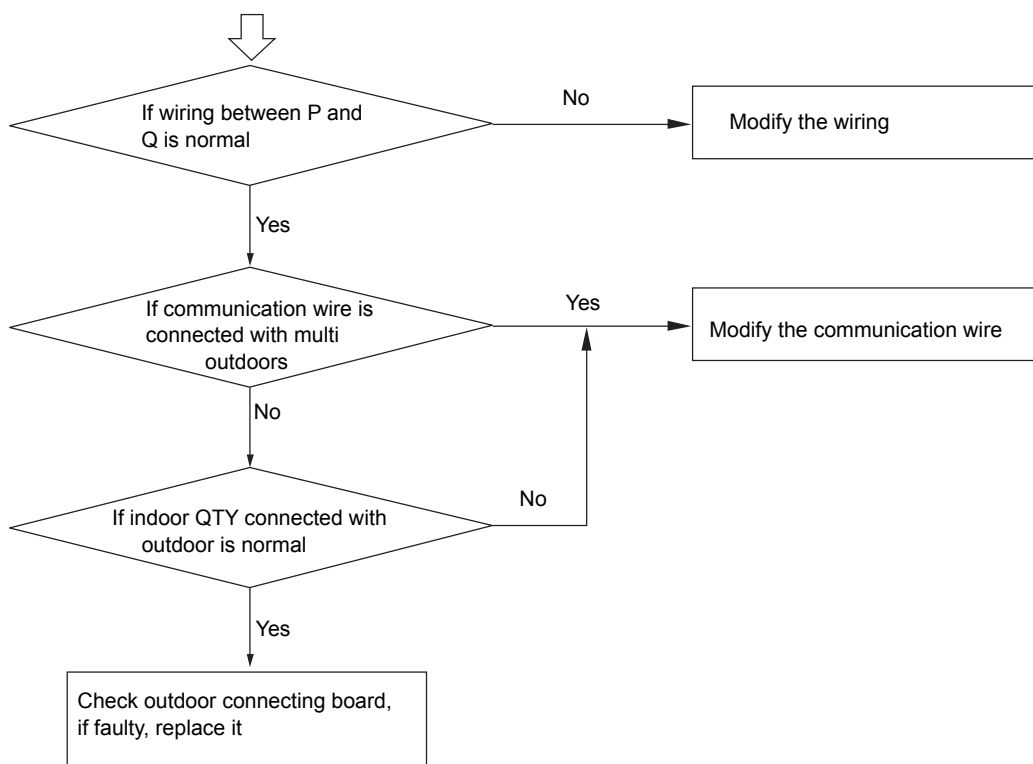 If wiring between P and
Q is normal
No
Modify the wiring
Yes
If communication wire is
connected with multi
outdoors
Yes
Modify the communication wire
No
If indoor QTY connected with
outdoor is normal
No
Yes
Check outdoor connecting board,
if faulty, replace it